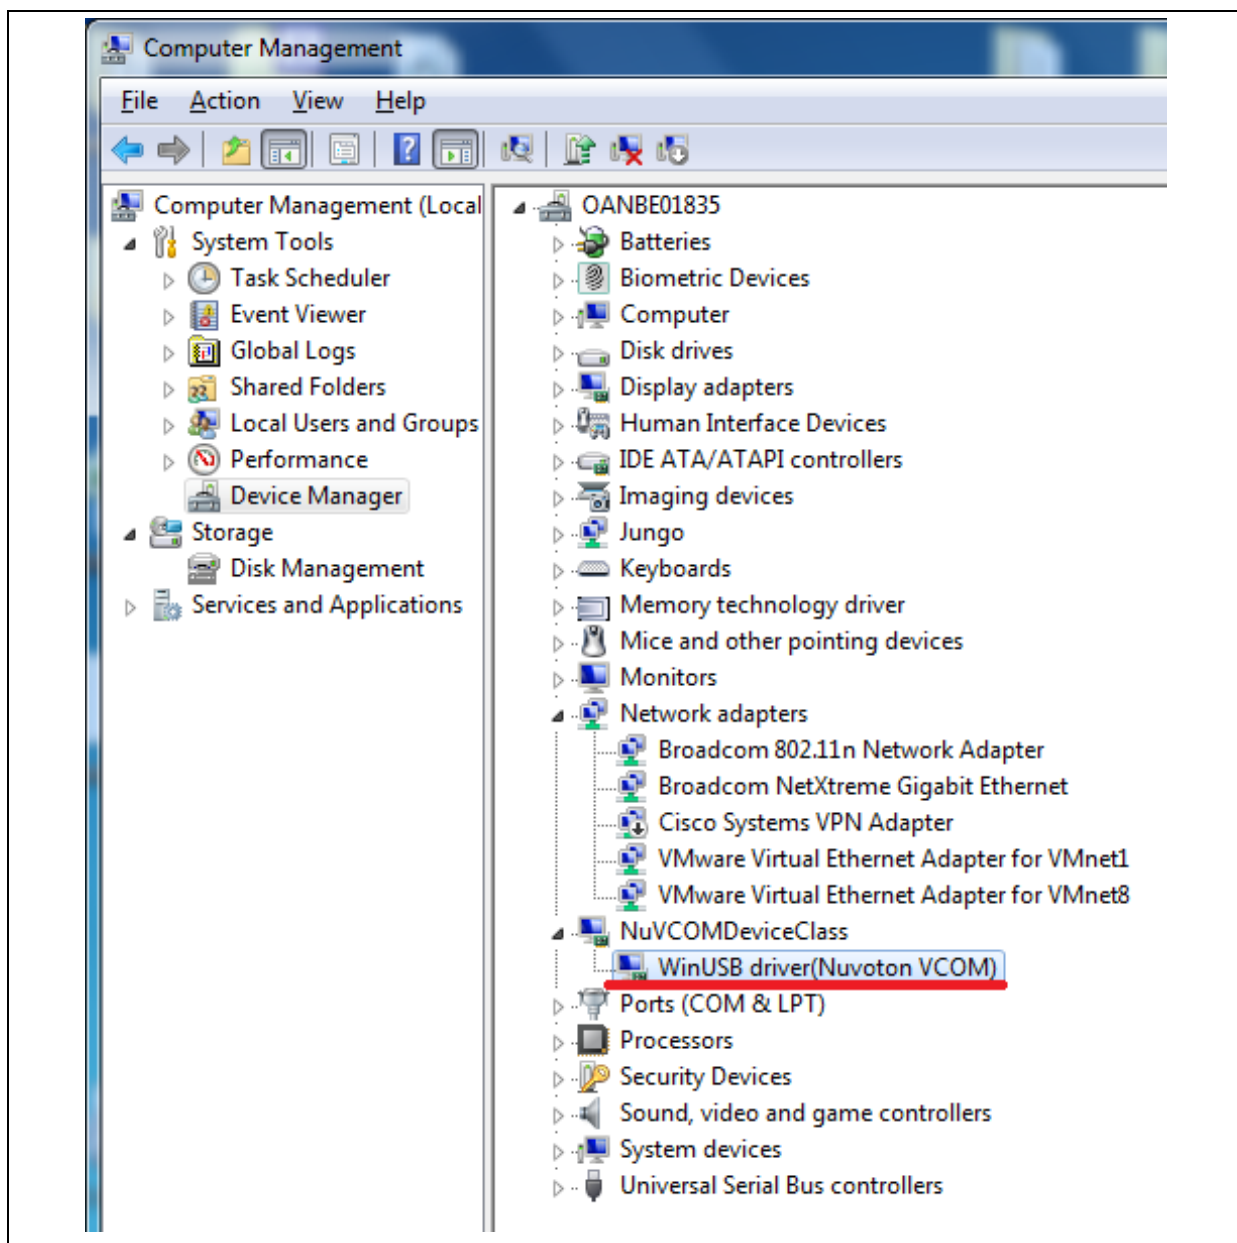 Computer Management
File Action View Help
Computer Management (Local
System Tools
Task Scheduler
Event Viewer
Global Logs
Shared Folders
Local Users and Groups
Performance
Device Manager
Storage
Disk Management
Services and Applications
OANBE01835
Batteries
Biometric Devices
Computer
Disk drives
Display adapters
Human Interface Devices
IDE ATA/ATAPI controllers
Imaging devices
Jungo
Keyboards
Memory technology driver
Mice and other pointing devices
Monitors
Network adapters
Broadcom 802.11n Network Adapter
Broadcom NetXtreme Gigabit Ethernet
Cisco Systems VPN Adapter
VMware Virtual Ethernet Adapter for VMnet1
VMware Virtual Ethernet Adapter for VMnet8
NuVCOMDeviceClass
WinUSB driver(Nuvoton VCOM)
Ports (COM & LPT)
Processors
Security Devices
Sound, video and game controllers
System devices
Universal Serial Bus controllers